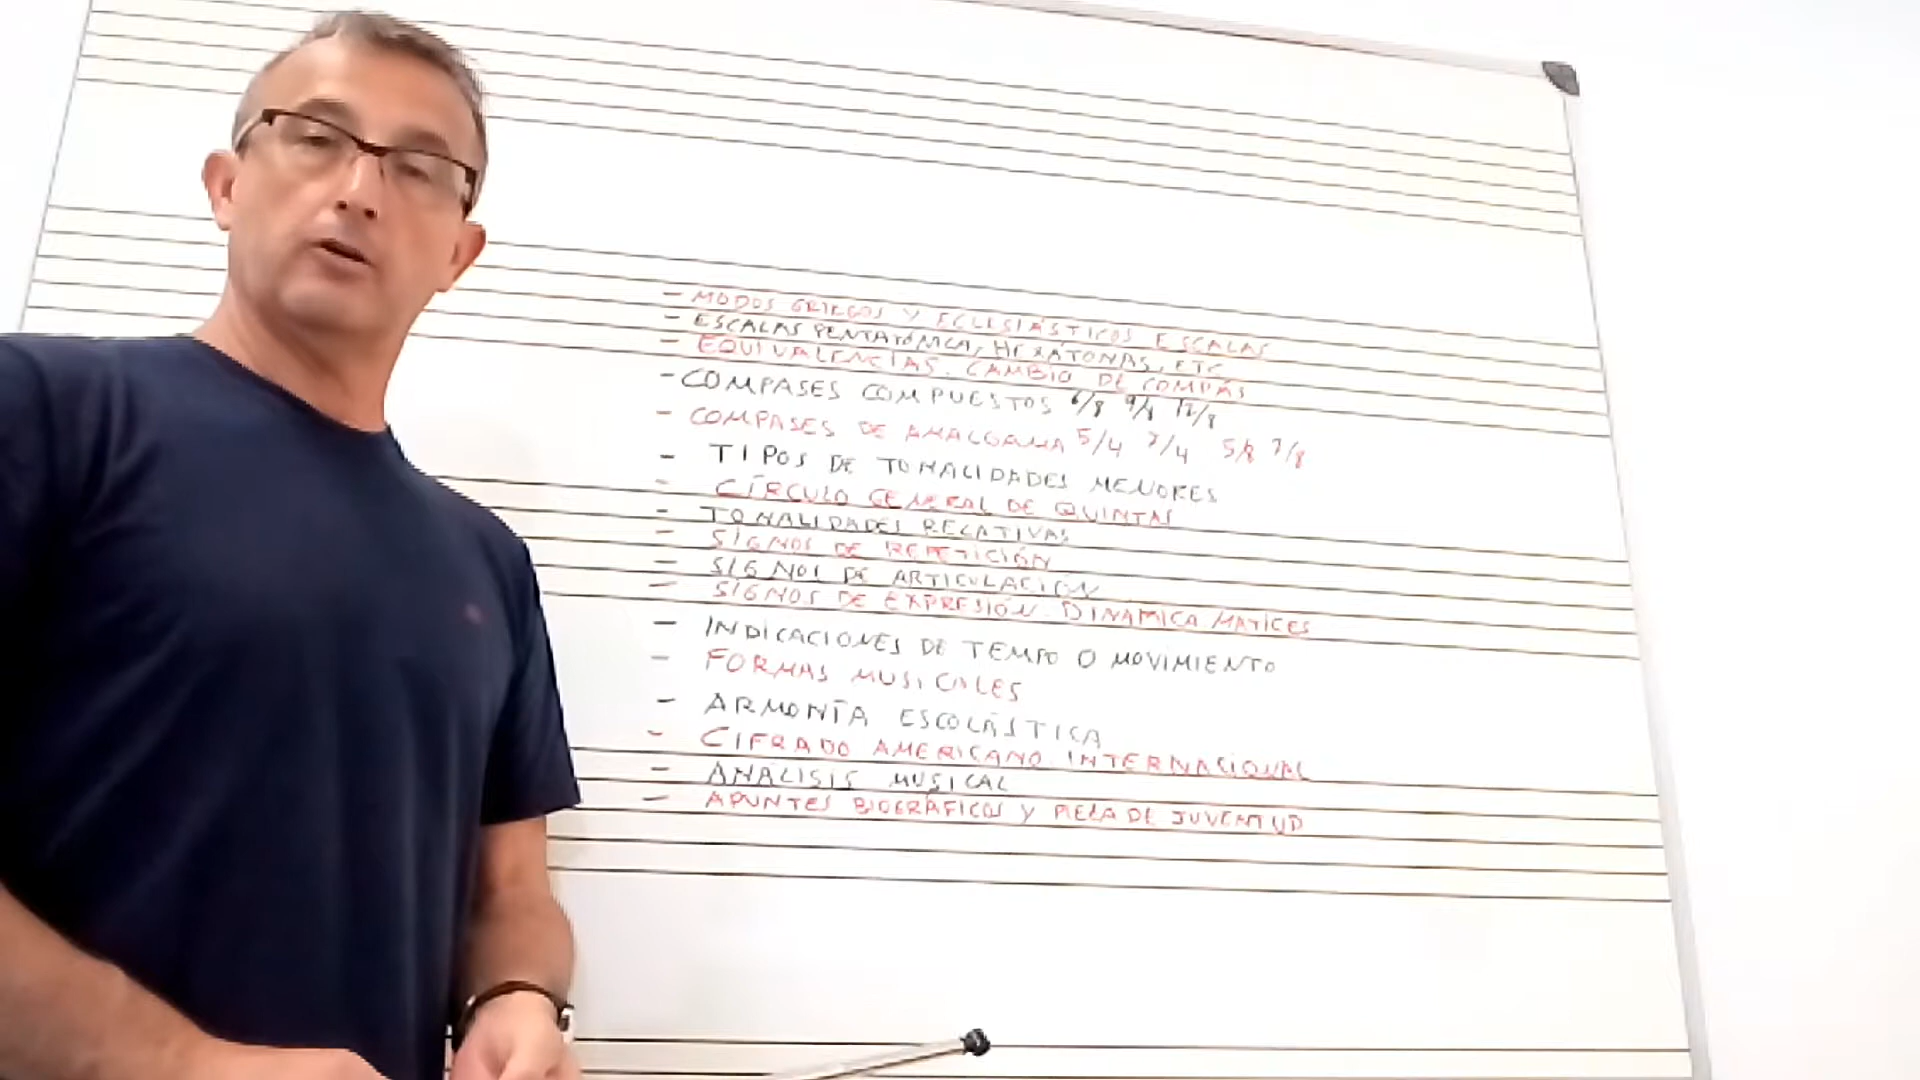 - MODOS GRIEGOS Y ECLESIÁSTICOS ESCALAS
- ESCALAS PENTATÓNICA, HEXÁTONAS, ETC
- EQUIVALENCIAS. CAMBIO DE COMPÁS
- COMPASES COMPUESTOS 6/8 9/8 12/8
- COMPASES DE AMALGAMA 5/4 7/4 5/8 7/8
- TIPOS DE TONALIDADES MENORES
- CÍRCULO GENERAL DE QUINTAS
- TONALIDADES RELATIVAS
- SIGNOS DE REPETICIÓN
- SIGNOS DE ARTICULACIÓN
- SIGNOS DE EXPRESIÓN. DINAMICA MATICES
- INDICACIONES DE TEMPO O MOVIMIENTO
- FORMAS MUSICALES
- ARMONÍA ESCOLÁSTICA
- CIFRADO AMERICANO. INTERNACIONAL
- ANÁLISIS MUSICAL
- APUNTES BIOGRÁFICOS Y PIEZA DE JUVENTUD